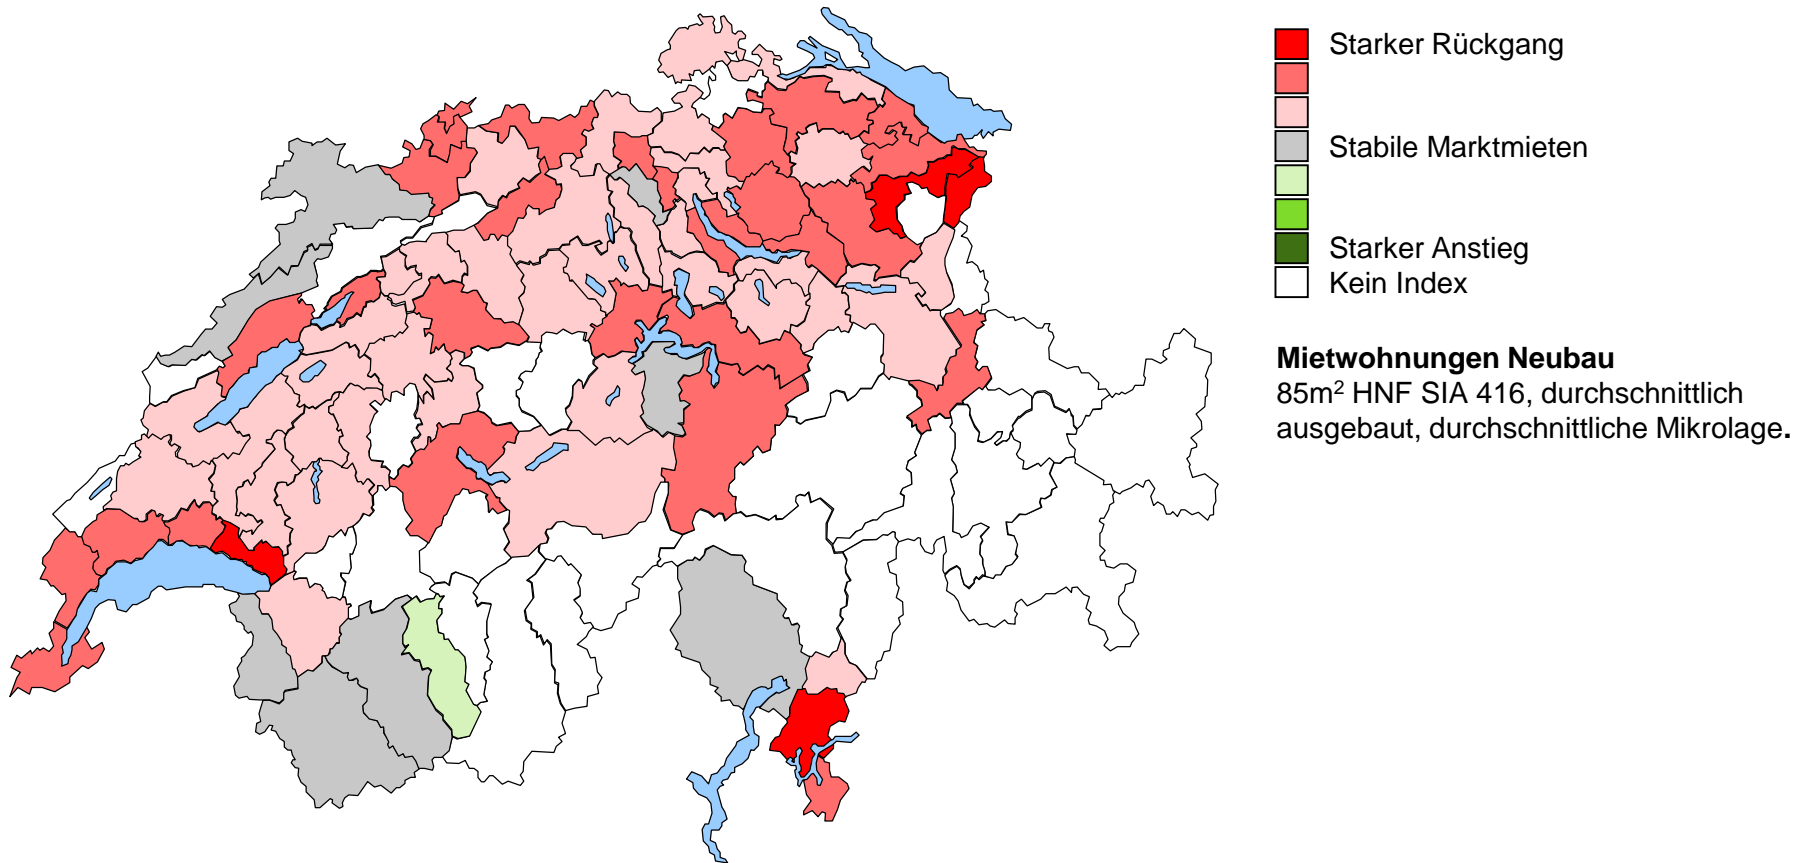 Starker Rückgang
Stabile Marktmieten
Starker Anstieg
Kein Index
Mietwohnungen Neubau
85m² HNF SIA 416, durchschnittlich
ausgebaut, durchschnittliche Mikrolage.